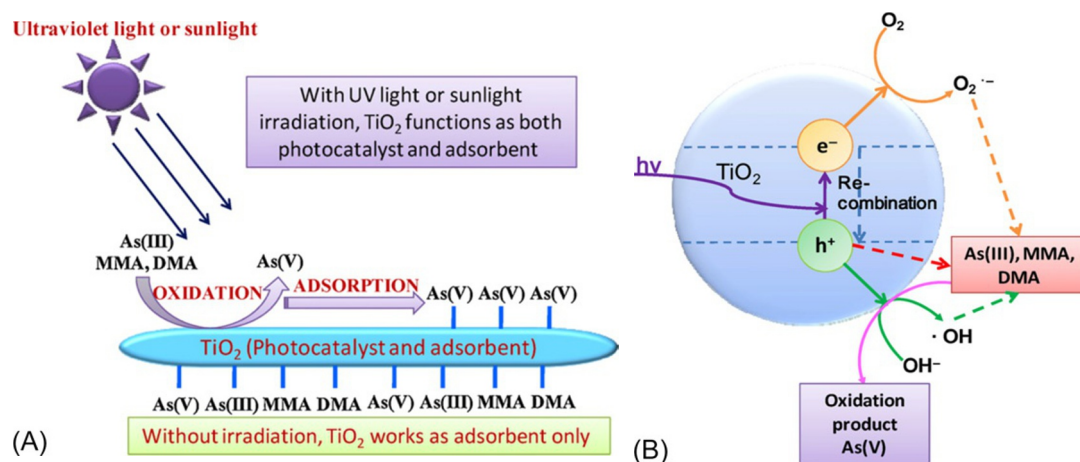 Ultraviolet light or sunlight
With UV light or sunlight
irradiation, TiO₂ functions as both
photocatalyst and adsorbent
As(III)
MMA, DMA
As(V)
OXIDATION
ADSORPTION
As(V) As(V) As(V)
TiO₂ (Photocatalyst and adsorbent)
As(V) As(III) MMA DMA As(V) As(III) MMA DMA
Without irradiation, TiO₂ works as adsorbent only
(A)
O₂
O₂˙⁻
e⁻
hv
TiO₂
Re-
combination
h⁺
As(III), MMA,
DMA
· OH
OH⁻
Oxidation
product
As(V)
(B)